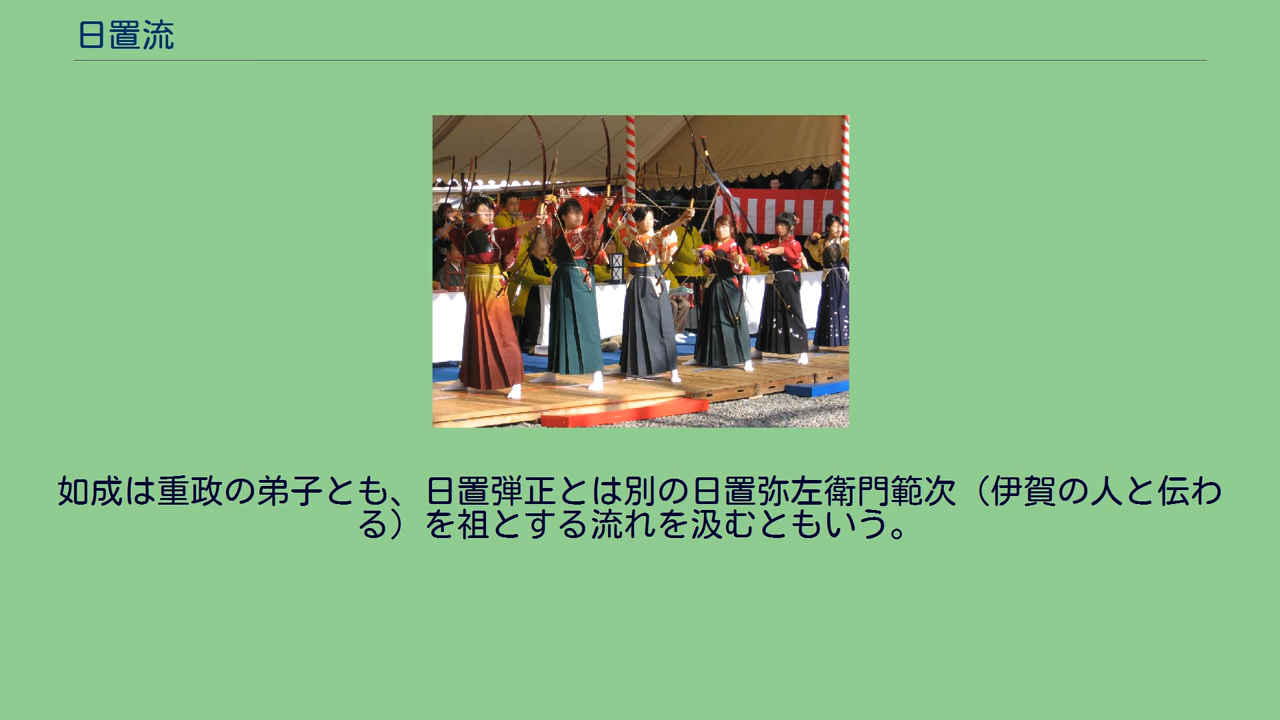 日置流
如成は重政の弟子とも、日置弾正とは別の日置弥左衛門範次（伊賀の人と伝わ
る）を祖とする流れを汲むともいう。